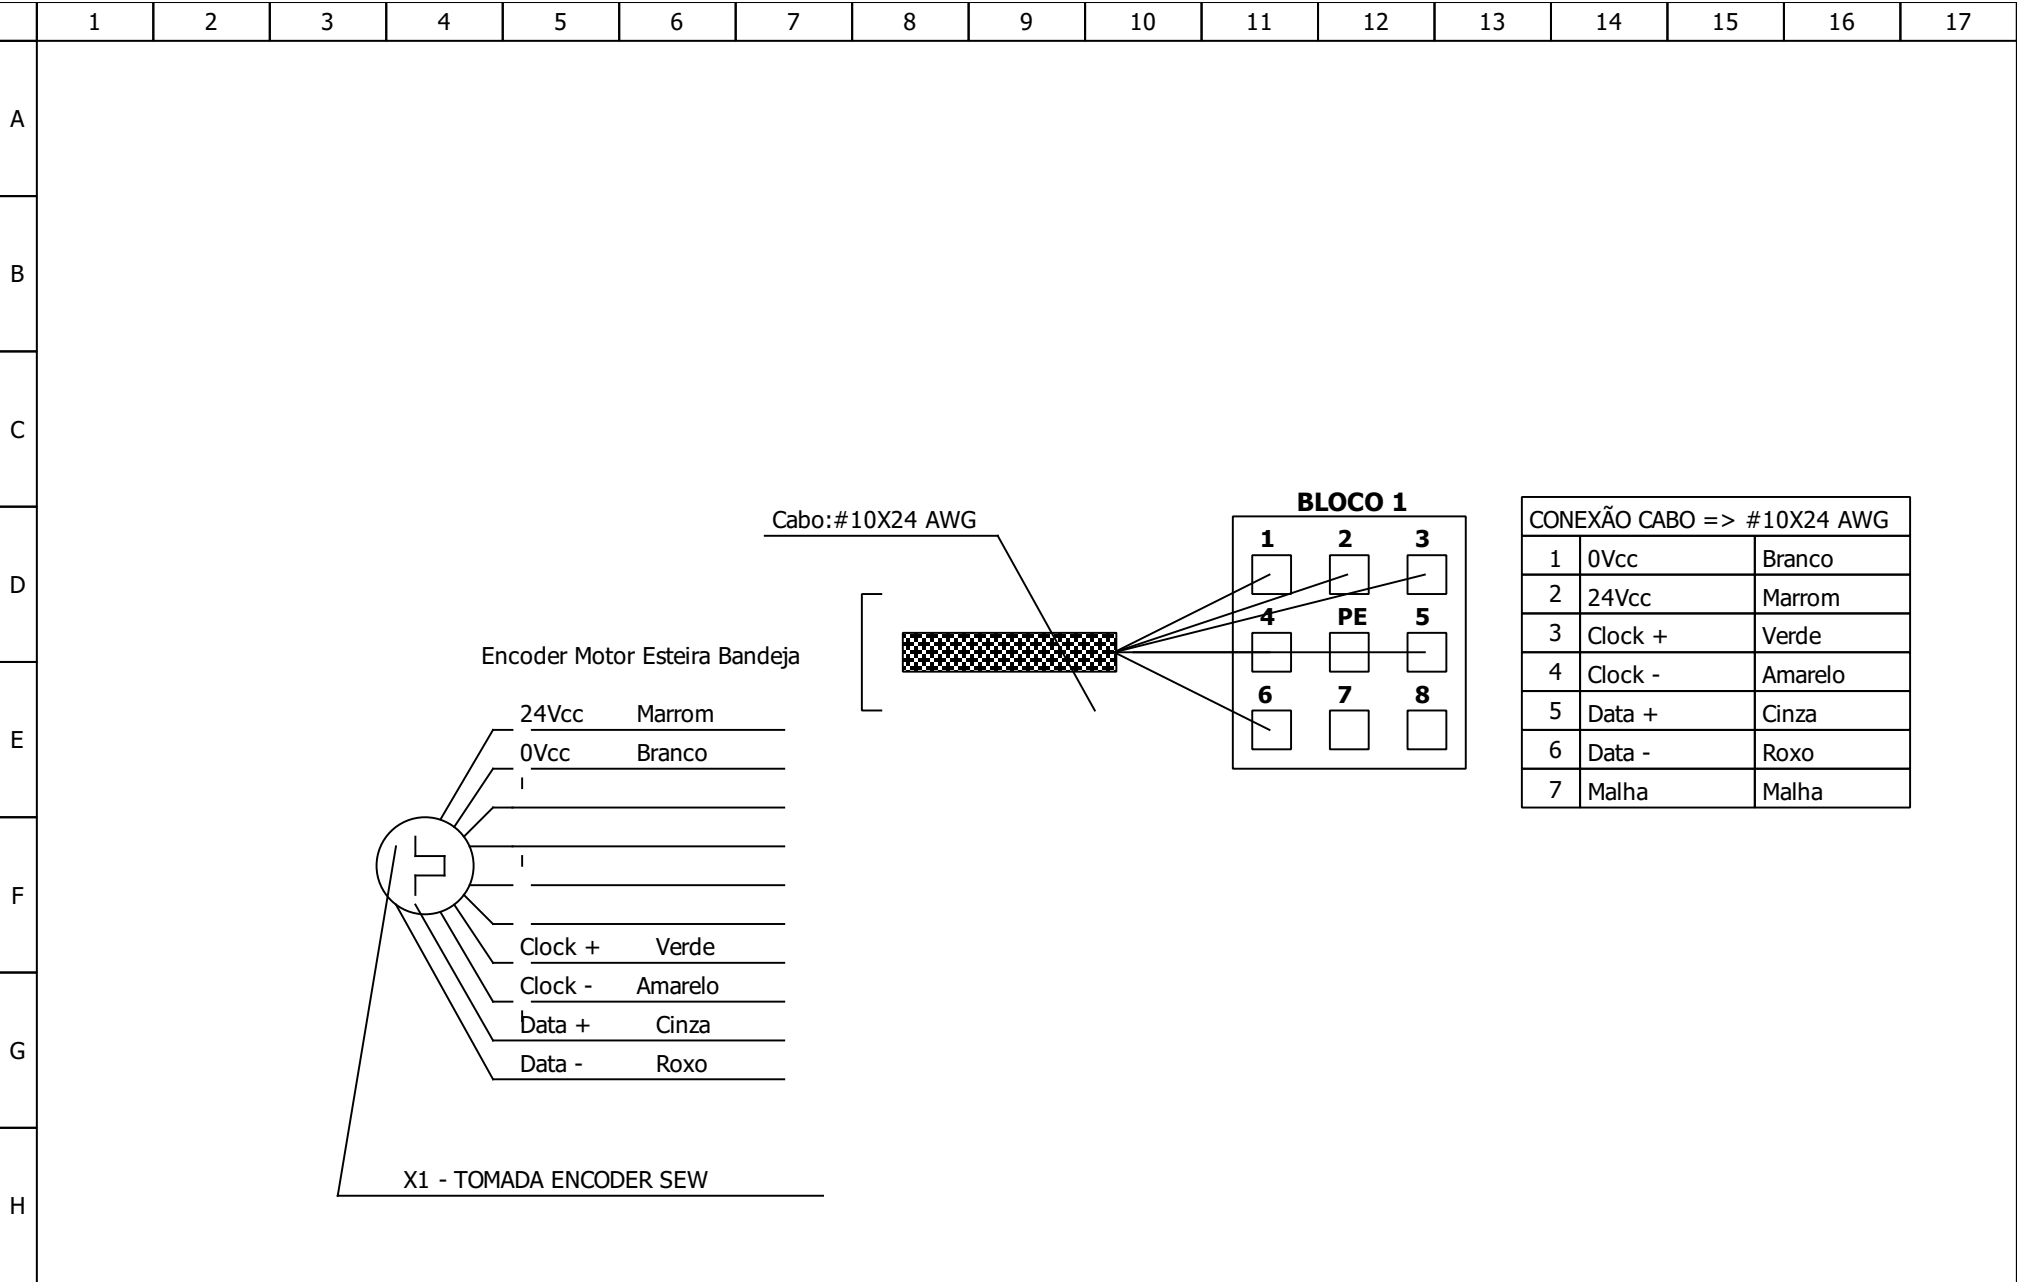 1 2 3 4 5 6 7 8 9 10 11 12 13 14 15 16 17
A
B
C
D
E
F
G
H
Cabo:#10X24 AWG
Encoder Motor Esteira Bandeja
24Vcc Marrom
0Vcc Branco
Clock + Verde
Clock - Amarelo
Data + Cinza
Data - Roxo
X1 - TOMADA ENCODER SEW
BLOCO 1
1 2 3
4 PE 5
6 7 8
CONEXÃO CABO => #10X24 AWG
1 0Vcc Branco
2 24Vcc Marrom
3 Clock + Verde
4 Clock - Amarelo
5 Data + Cinza
6 Data - Roxo
7 Malha Malha